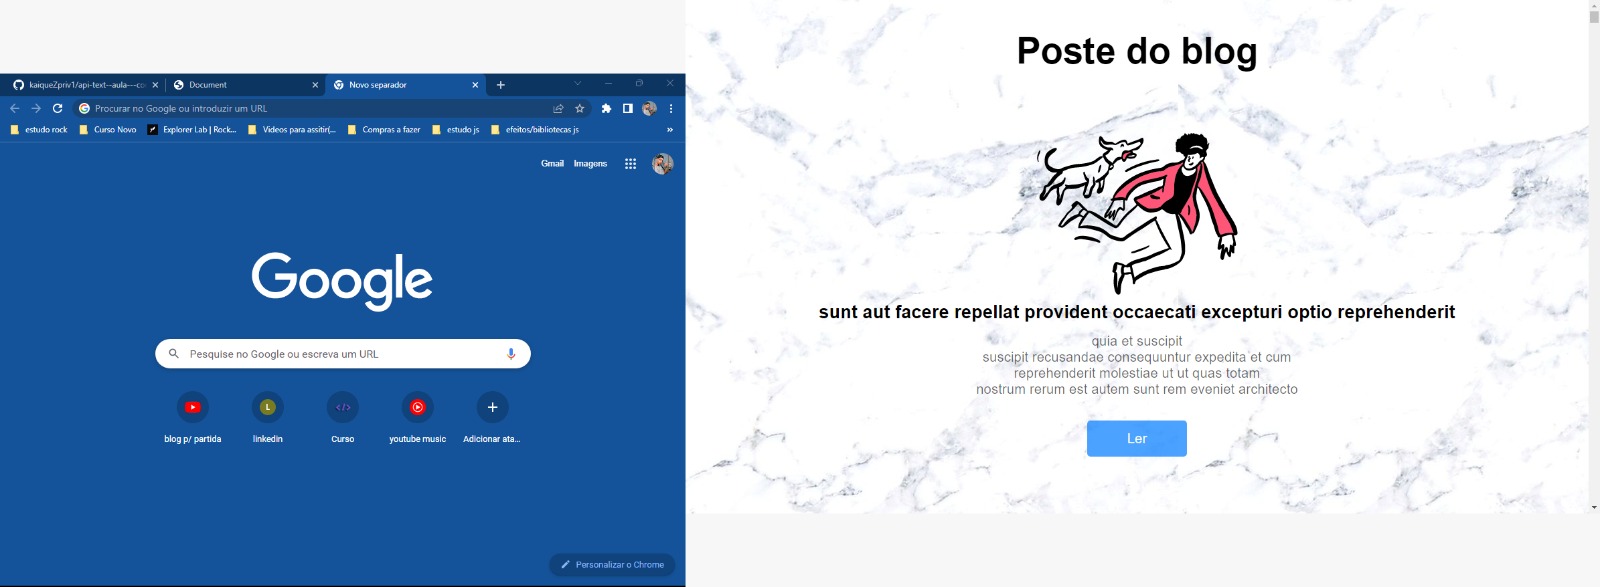 kaiqueZpriv1/api-text--aula---co
Document
Novo separador
Procurar no Google ou introduzir um URL
estudo rock
Curso Novo
Explorer Lab | Rock...
Videos para assitir(...
Compras a fazer
estudo js
efeitos/bibliotecas js
»
Gmail
Imagens
Google
Pesquise no Google ou escreva um URL
L
</>
blog p/ partida
linkedin
Curso
youtube music
Adicionar ata...
Personalizar o Chrome
Poste do blog
sunt aut facere repellat provident occaecati excepturi optio reprehenderit
quia et suscipit
suscipit recusandae consequuntur expedita et cum
reprehenderit molestiae ut ut quas totam
nostrum rerum est autem sunt rem eveniet architecto
Ler